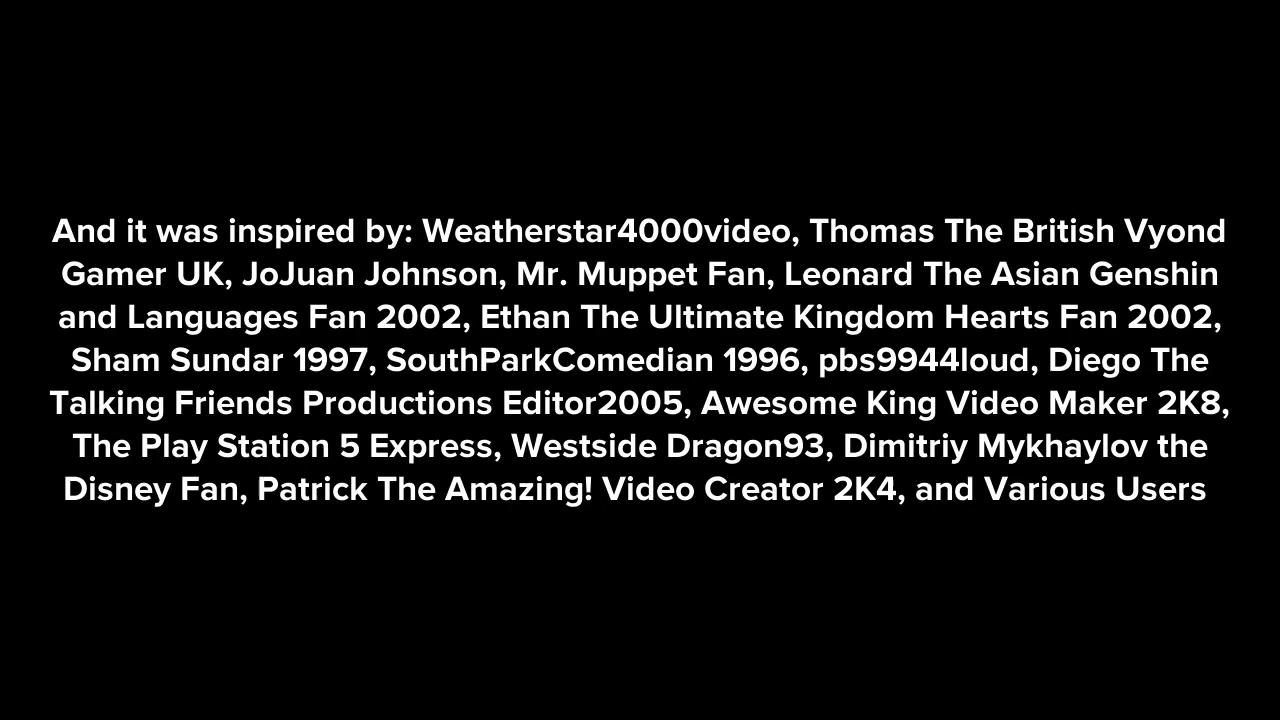 And it was inspired by: Weatherstar4000video, Thomas The British Vyond
Gamer UK, JoJuan Johnson, Mr. Muppet Fan, Leonard The Asian Genshin
and Languages Fan 2002, Ethan The Ultimate Kingdom Hearts Fan 2002,
Sham Sundar 1997, SouthParkComedian 1996, pbs9944loud, Diego The
Talking Friends Productions Editor2005, Awesome King Video Maker 2K8,
The Play Station 5 Express, Westside Dragon93, Dimitriy Mykhaylov the
Disney Fan, Patrick The Amazing! Video Creator 2K4, and Various Users